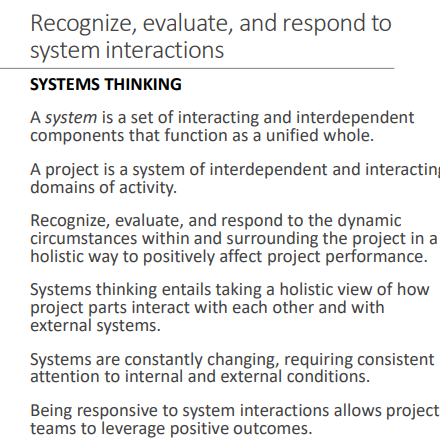 Recognize, evaluate, and respond to
system interactions
SYSTEMS THINKING
A system is a set of interacting and interdependent
components that function as a unified whole.
A project is a system of interdependent and interacting
domains of activity.
Recognize, evaluate, and respond to the dynamic
circumstances within and surrounding the project in a
holistic way to positively affect project performance.
Systems thinking entails taking a holistic view of how
project parts interact with each other and with
external systems.
Systems are constantly changing, requiring consistent
attention to internal and external conditions.
Being responsive to system interactions allows project
teams to leverage positive outcomes.